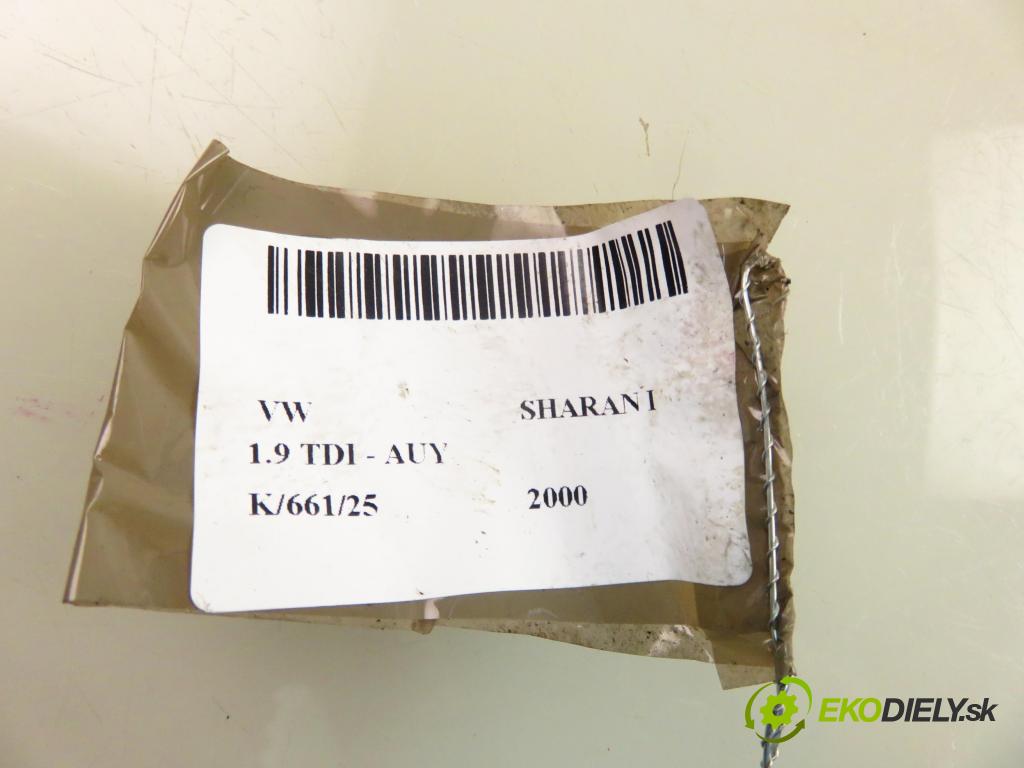 VW SHARAN I
1.9 TDI - AUY
K/661/25 2000
EKODIELY.sk